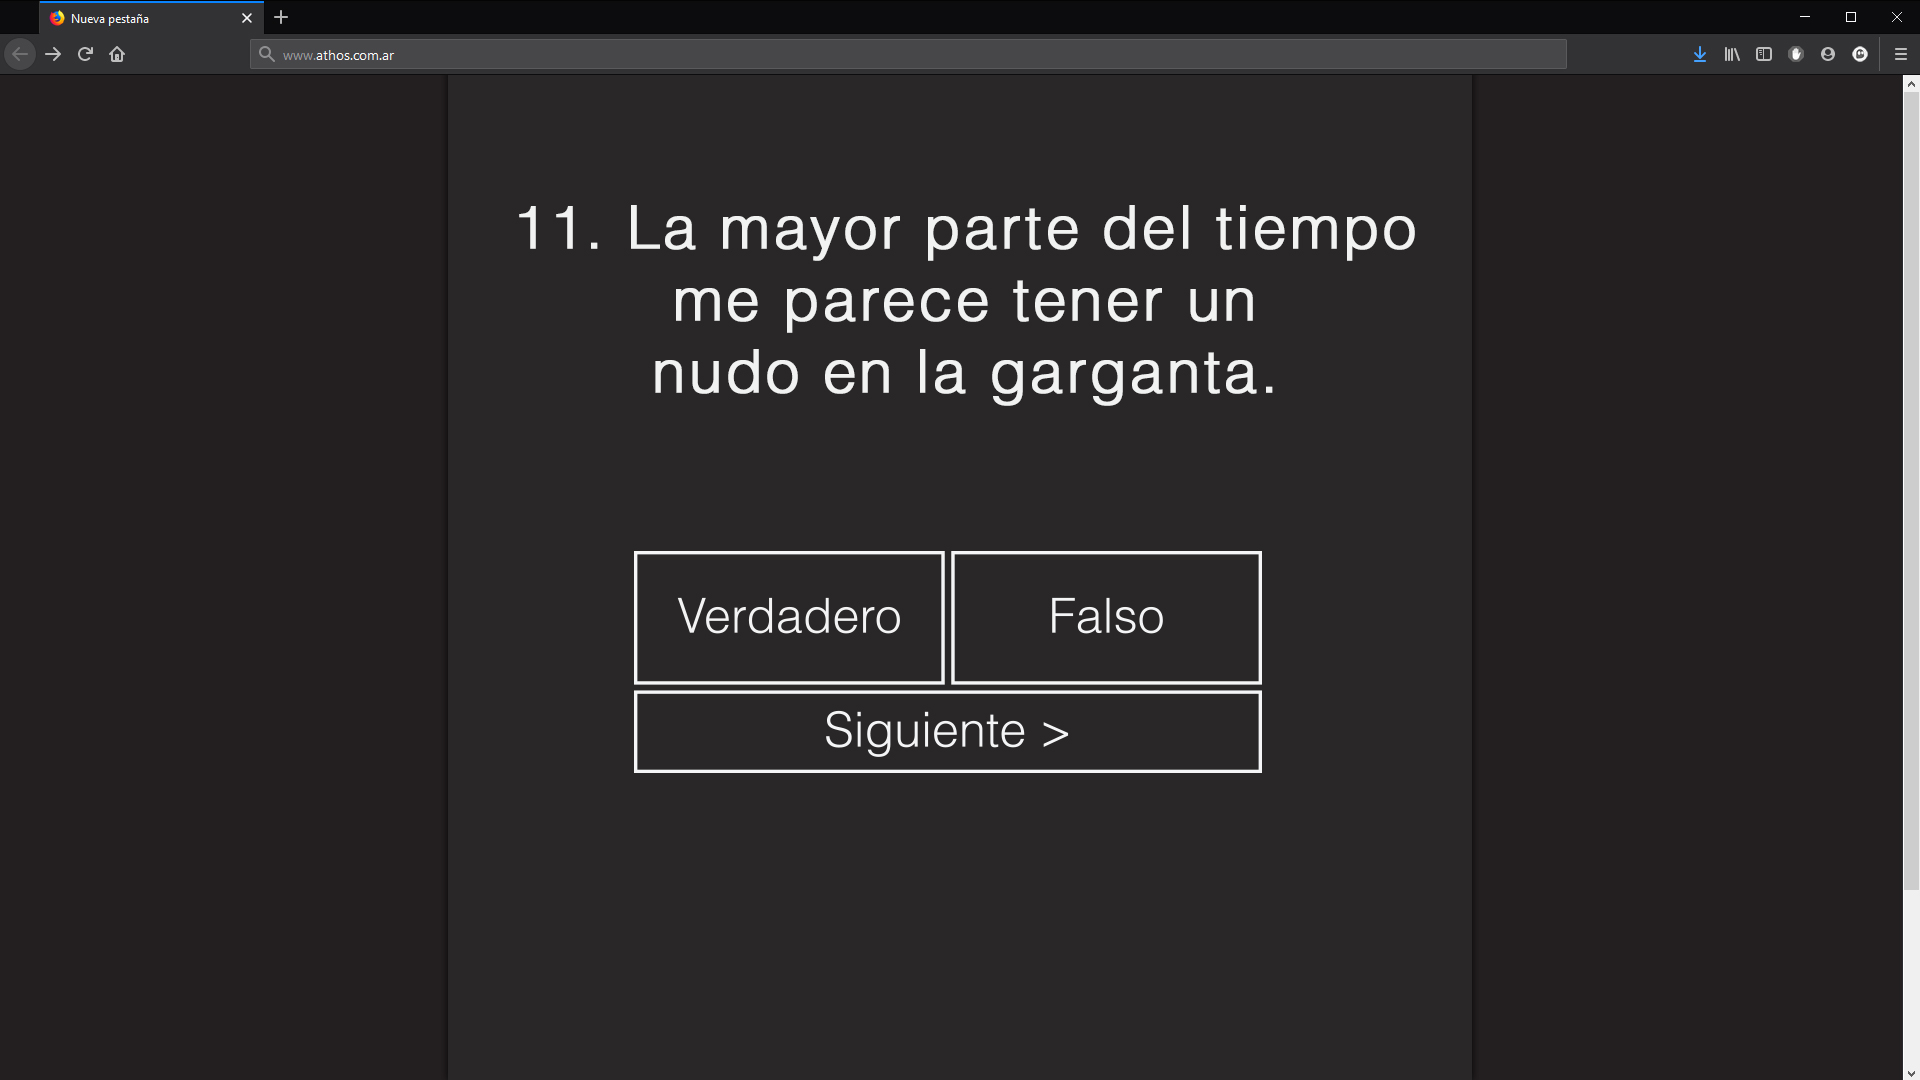 Nueva pestaña
www.athos.com.ar
11. La mayor parte del tiempo
me parece tener un
nudo en la garganta.
Verdadero
Falso
Siguiente >